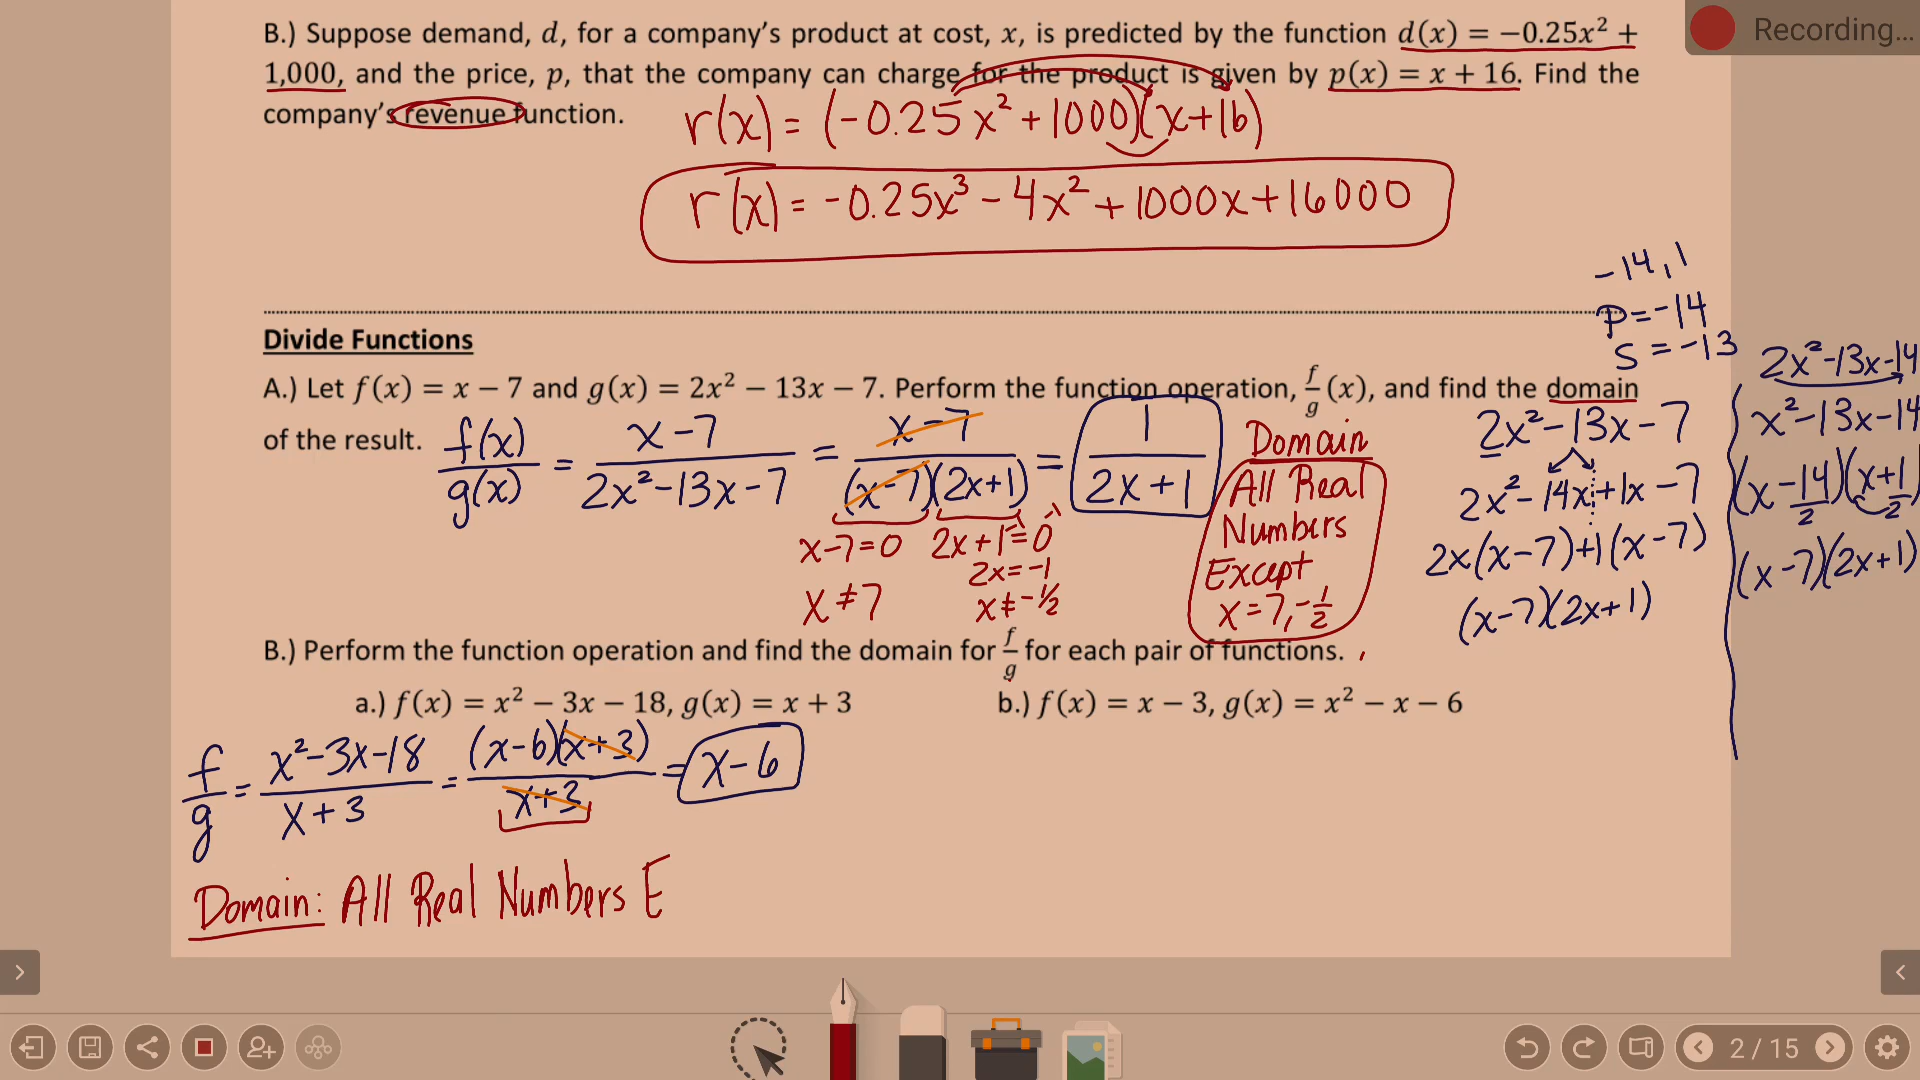 Recording...
B.) Suppose demand, d, for a company's product at cost, x, is predicted by the function d(x) = −0.25x² +
1,000, and the price, p, that the company can charge for the product is given by p(x) = x + 16. Find the
company's revenue function.
r(x) = (-0.25x²+1000)(x+16)
r(x) = -0.25x³ - 4x² + 1000x + 16000
-14, 1
P = -14
S = -13
Divide Functions
A.) Let f(x) = x − 7 and g(x) = 2x² − 13x − 7. Perform the function operation, f/g (x), and find the domain
of the result.
f(x)/g(x) = x-7 / 2x²-13x-7 = x-7 / (x-7)(2x+1) = 1 / 2x+1
x-7=0 2x+1=0
2x=-1
x≠7 x≠-1/2
Domain
All Real
Numbers
Except
x=7,-1/2
2x²-13x-7
2x²-14x+1x-7
2x(x-7)+1(x-7)
(x-7)(2x+1)
2x²-13x-14
x²-13x-14
(x-14/2)(x+1/2)
(x-7)(2x+1)
B.) Perform the function operation and find the domain for f/g for each pair of functions.
a.) f(x) = x² − 3x − 18, g(x) = x + 3
b.) f(x) = x − 3, g(x) = x² − x − 6
f/g = x²-3x-18 / x+3 = (x-6)(x+3) / x+3 = x-6
Domain: All Real Numbers E
2 / 15